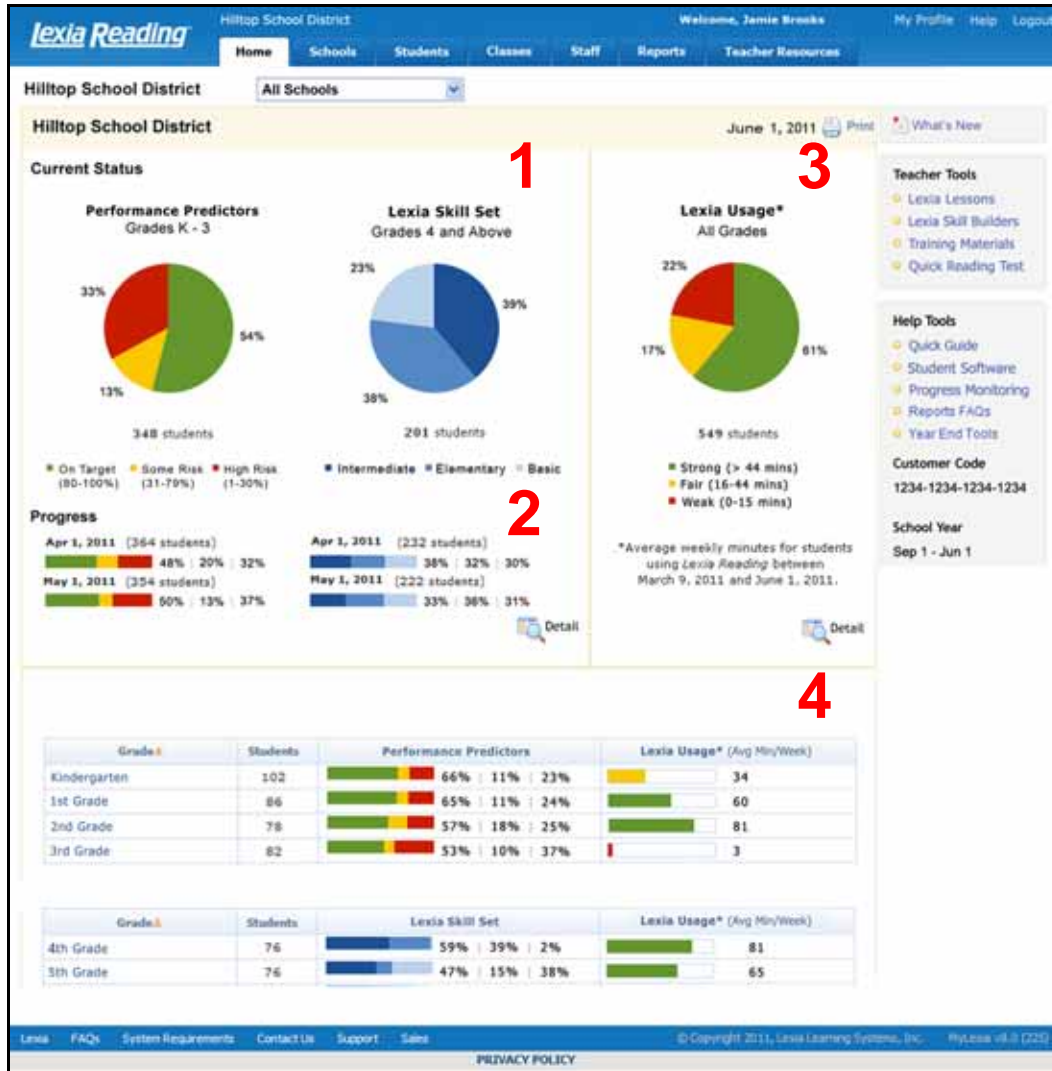 Lexia Reading
Hilltop School District
Welcome, Jamie Brooks
My Profile Help Logout
Home Schools Students Classes Staff Reports Teacher Resources
Hilltop School District All Schools
Hilltop School District
June 1, 2011 Print
What's New
Current Status
1
3
Performance Predictors
Grades K - 3
33%
54%
13%
348 students
On Target Some Risk High Risk
(80-100%) (31-79%) (1-30%)
Lexia Skill Set
Grades 4 and Above
23%
39%
38%
201 students
Intermediate Elementary Basic
Lexia Usage*
All Grades
22%
17%
61%
549 students
Strong (> 44 mins)
Fair (16-44 mins)
Weak (0-15 mins)
*Average weekly minutes for students
using Lexia Reading between
March 9, 2011 and June 1, 2011.
Detail
Progress
2
Apr 1, 2011 (364 students)
48% | 20% | 32%
May 1, 2011 (354 students)
50% | 13% | 37%
Apr 1, 2011 (232 students)
38% | 32% | 30%
May 1, 2011 (222 students)
33% | 36% | 31%
Detail
Teacher Tools
Lexia Lessons
Lexia Skill Builders
Training Materials
Quick Reading Test
Help Tools
Quick Guide
Student Software
Progress Monitoring
Reports FAQs
Year End Tools
Customer Code
1234-1234-1234-1234
School Year
Sep 1 - Jun 1
4
Grade Students Performance Predictors Lexia Usage* (Avg Min/Week)
Kindergarten 102 66% | 11% | 23% 34
1st Grade 86 65% | 11% | 24% 60
2nd Grade 78 57% | 18% | 25% 81
3rd Grade 82 53% | 10% | 37% 3
Grade Students Lexia Skill Set Lexia Usage* (Avg Min/Week)
4th Grade 76 59% | 39% | 2% 81
5th Grade 76 47% | 15% | 38% 65
Lexia FAQs System Requirements Contact Us Support Sales
© Copyright 2011, Lexia Learning Systems, Inc. MyLexia v8.0 (225)
PRIVACY POLICY